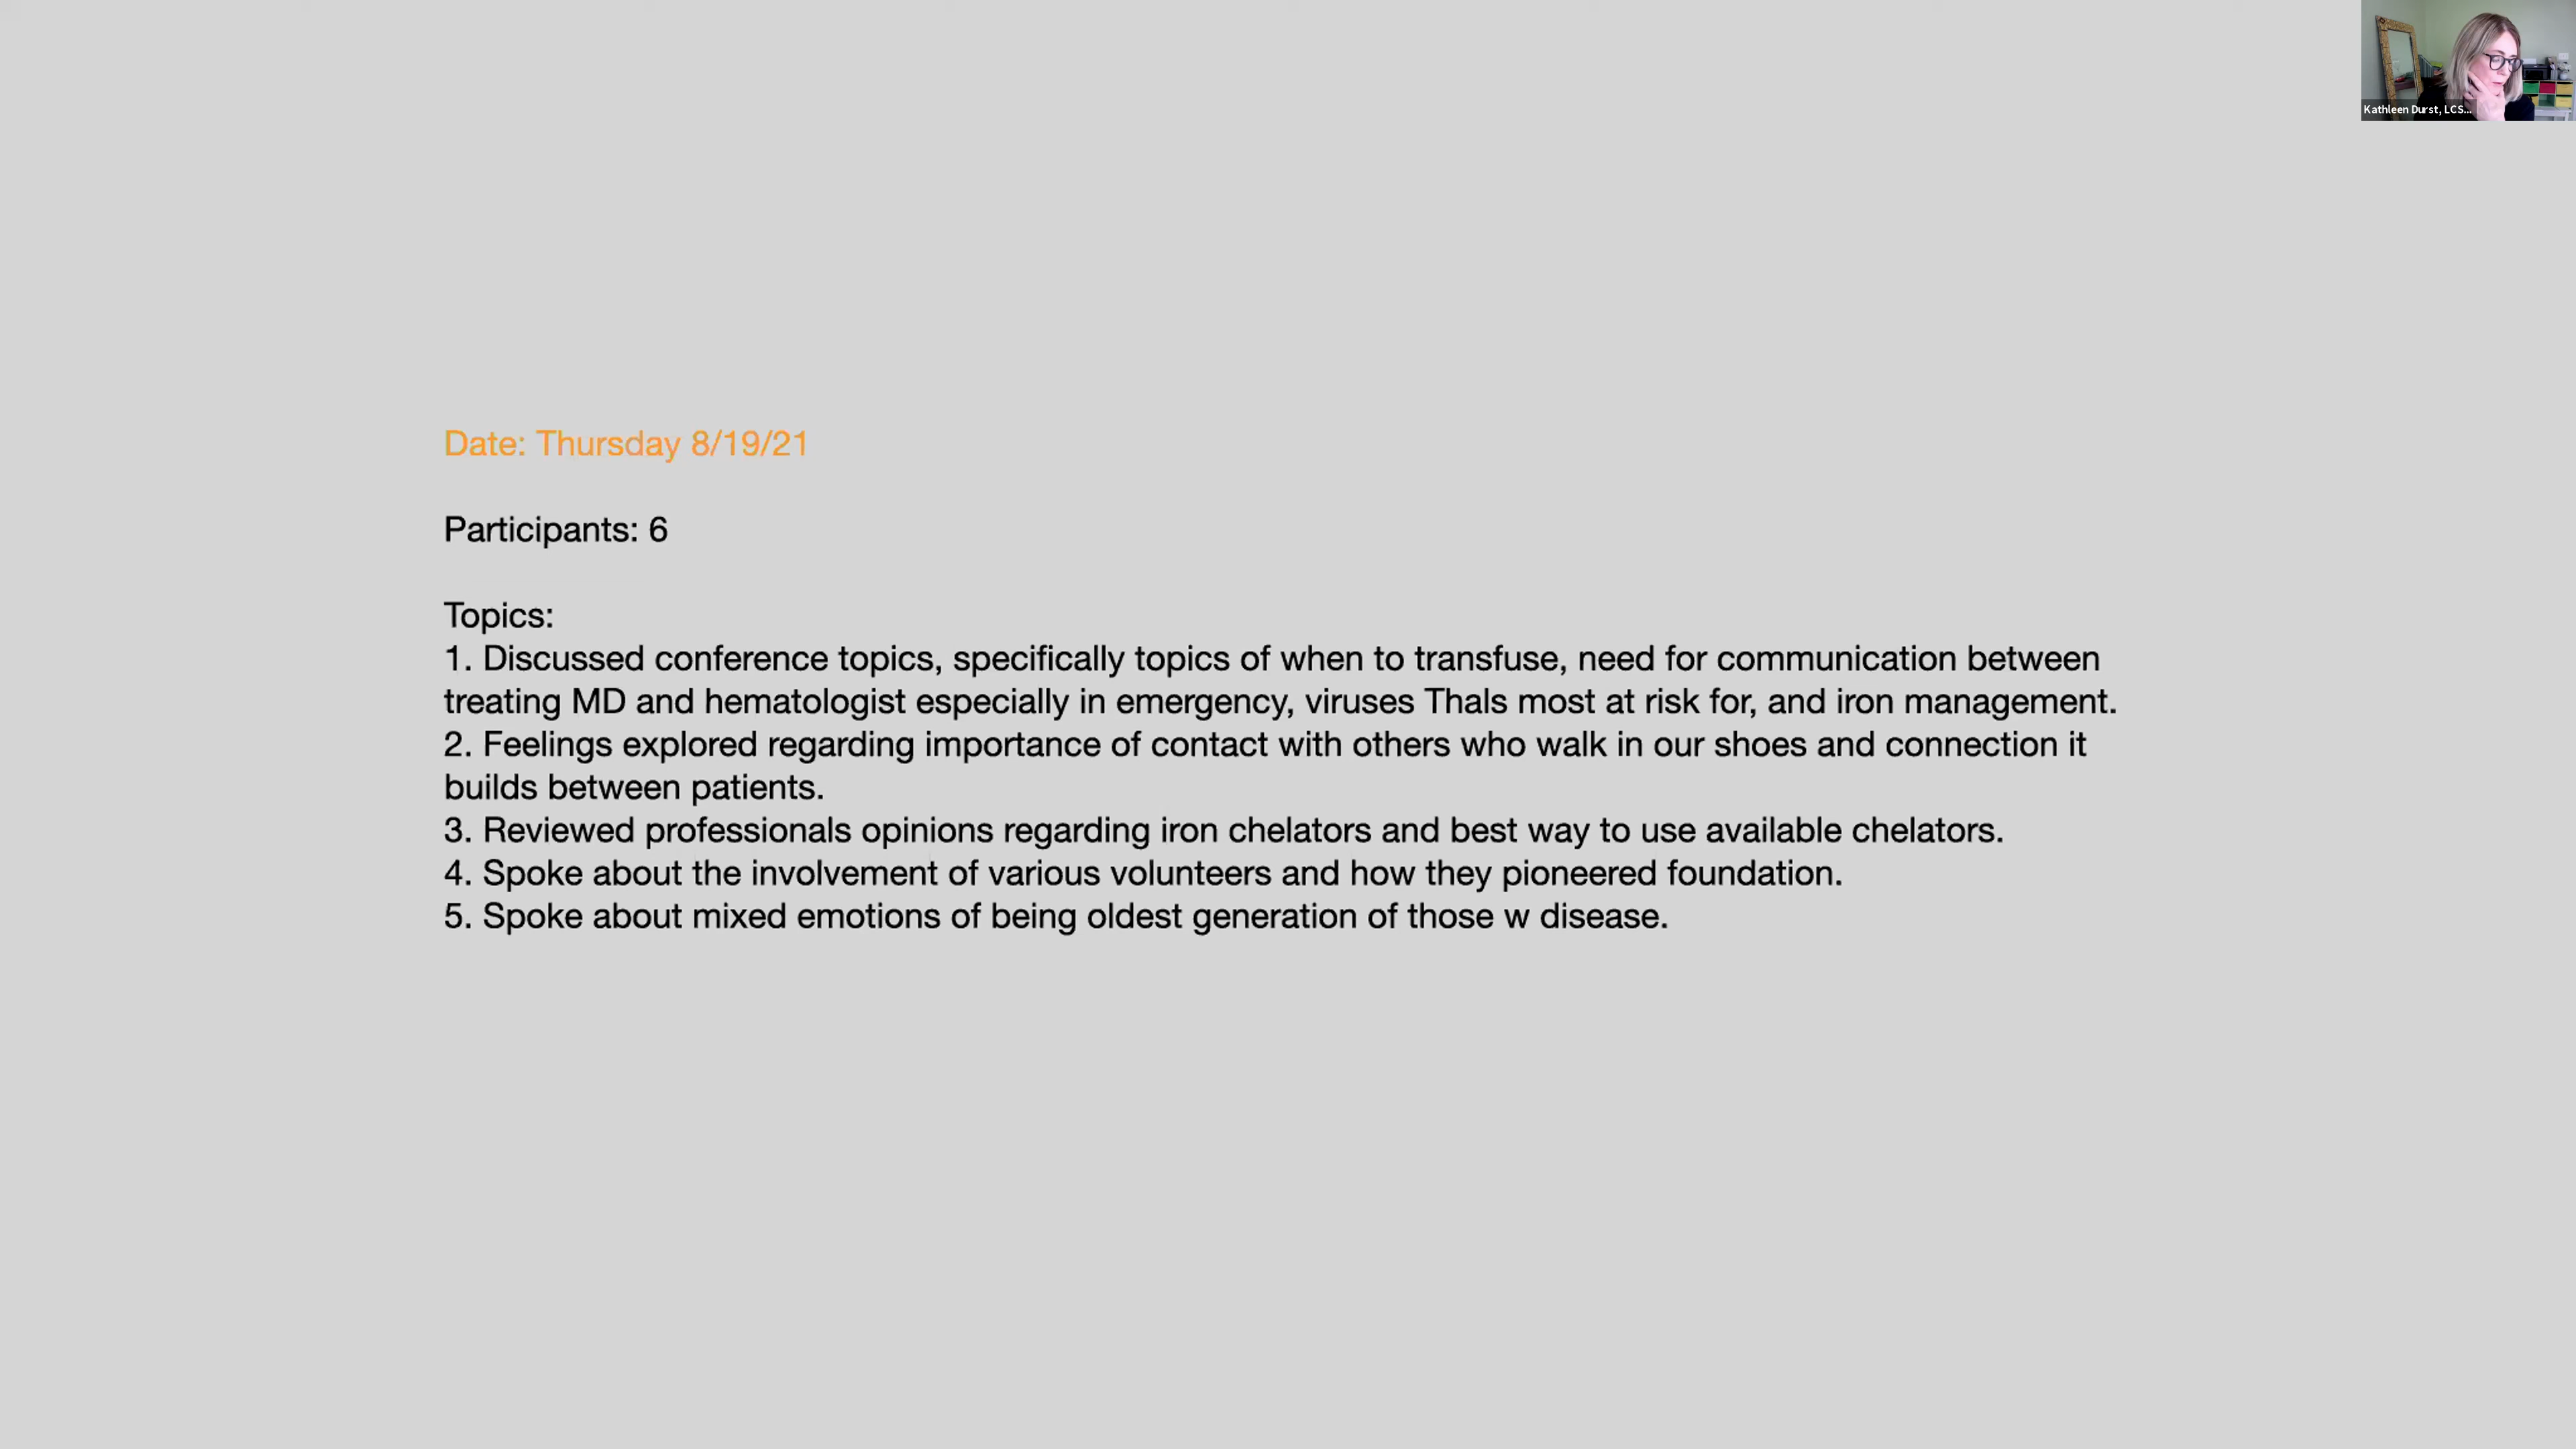 Kathleen Durst, LCS...
Date: Thursday 8/19/21
Participants: 6
Topics:
1. Discussed conference topics, specifically topics of when to transfuse, need for communication between
treating MD and hematologist especially in emergency, viruses Thals most at risk for, and iron management.
2. Feelings explored regarding importance of contact with others who walk in our shoes and connection it
builds between patients.
3. Reviewed professionals opinions regarding iron chelators and best way to use available chelators.
4. Spoke about the involvement of various volunteers and how they pioneered foundation.
5. Spoke about mixed emotions of being oldest generation of those w disease.